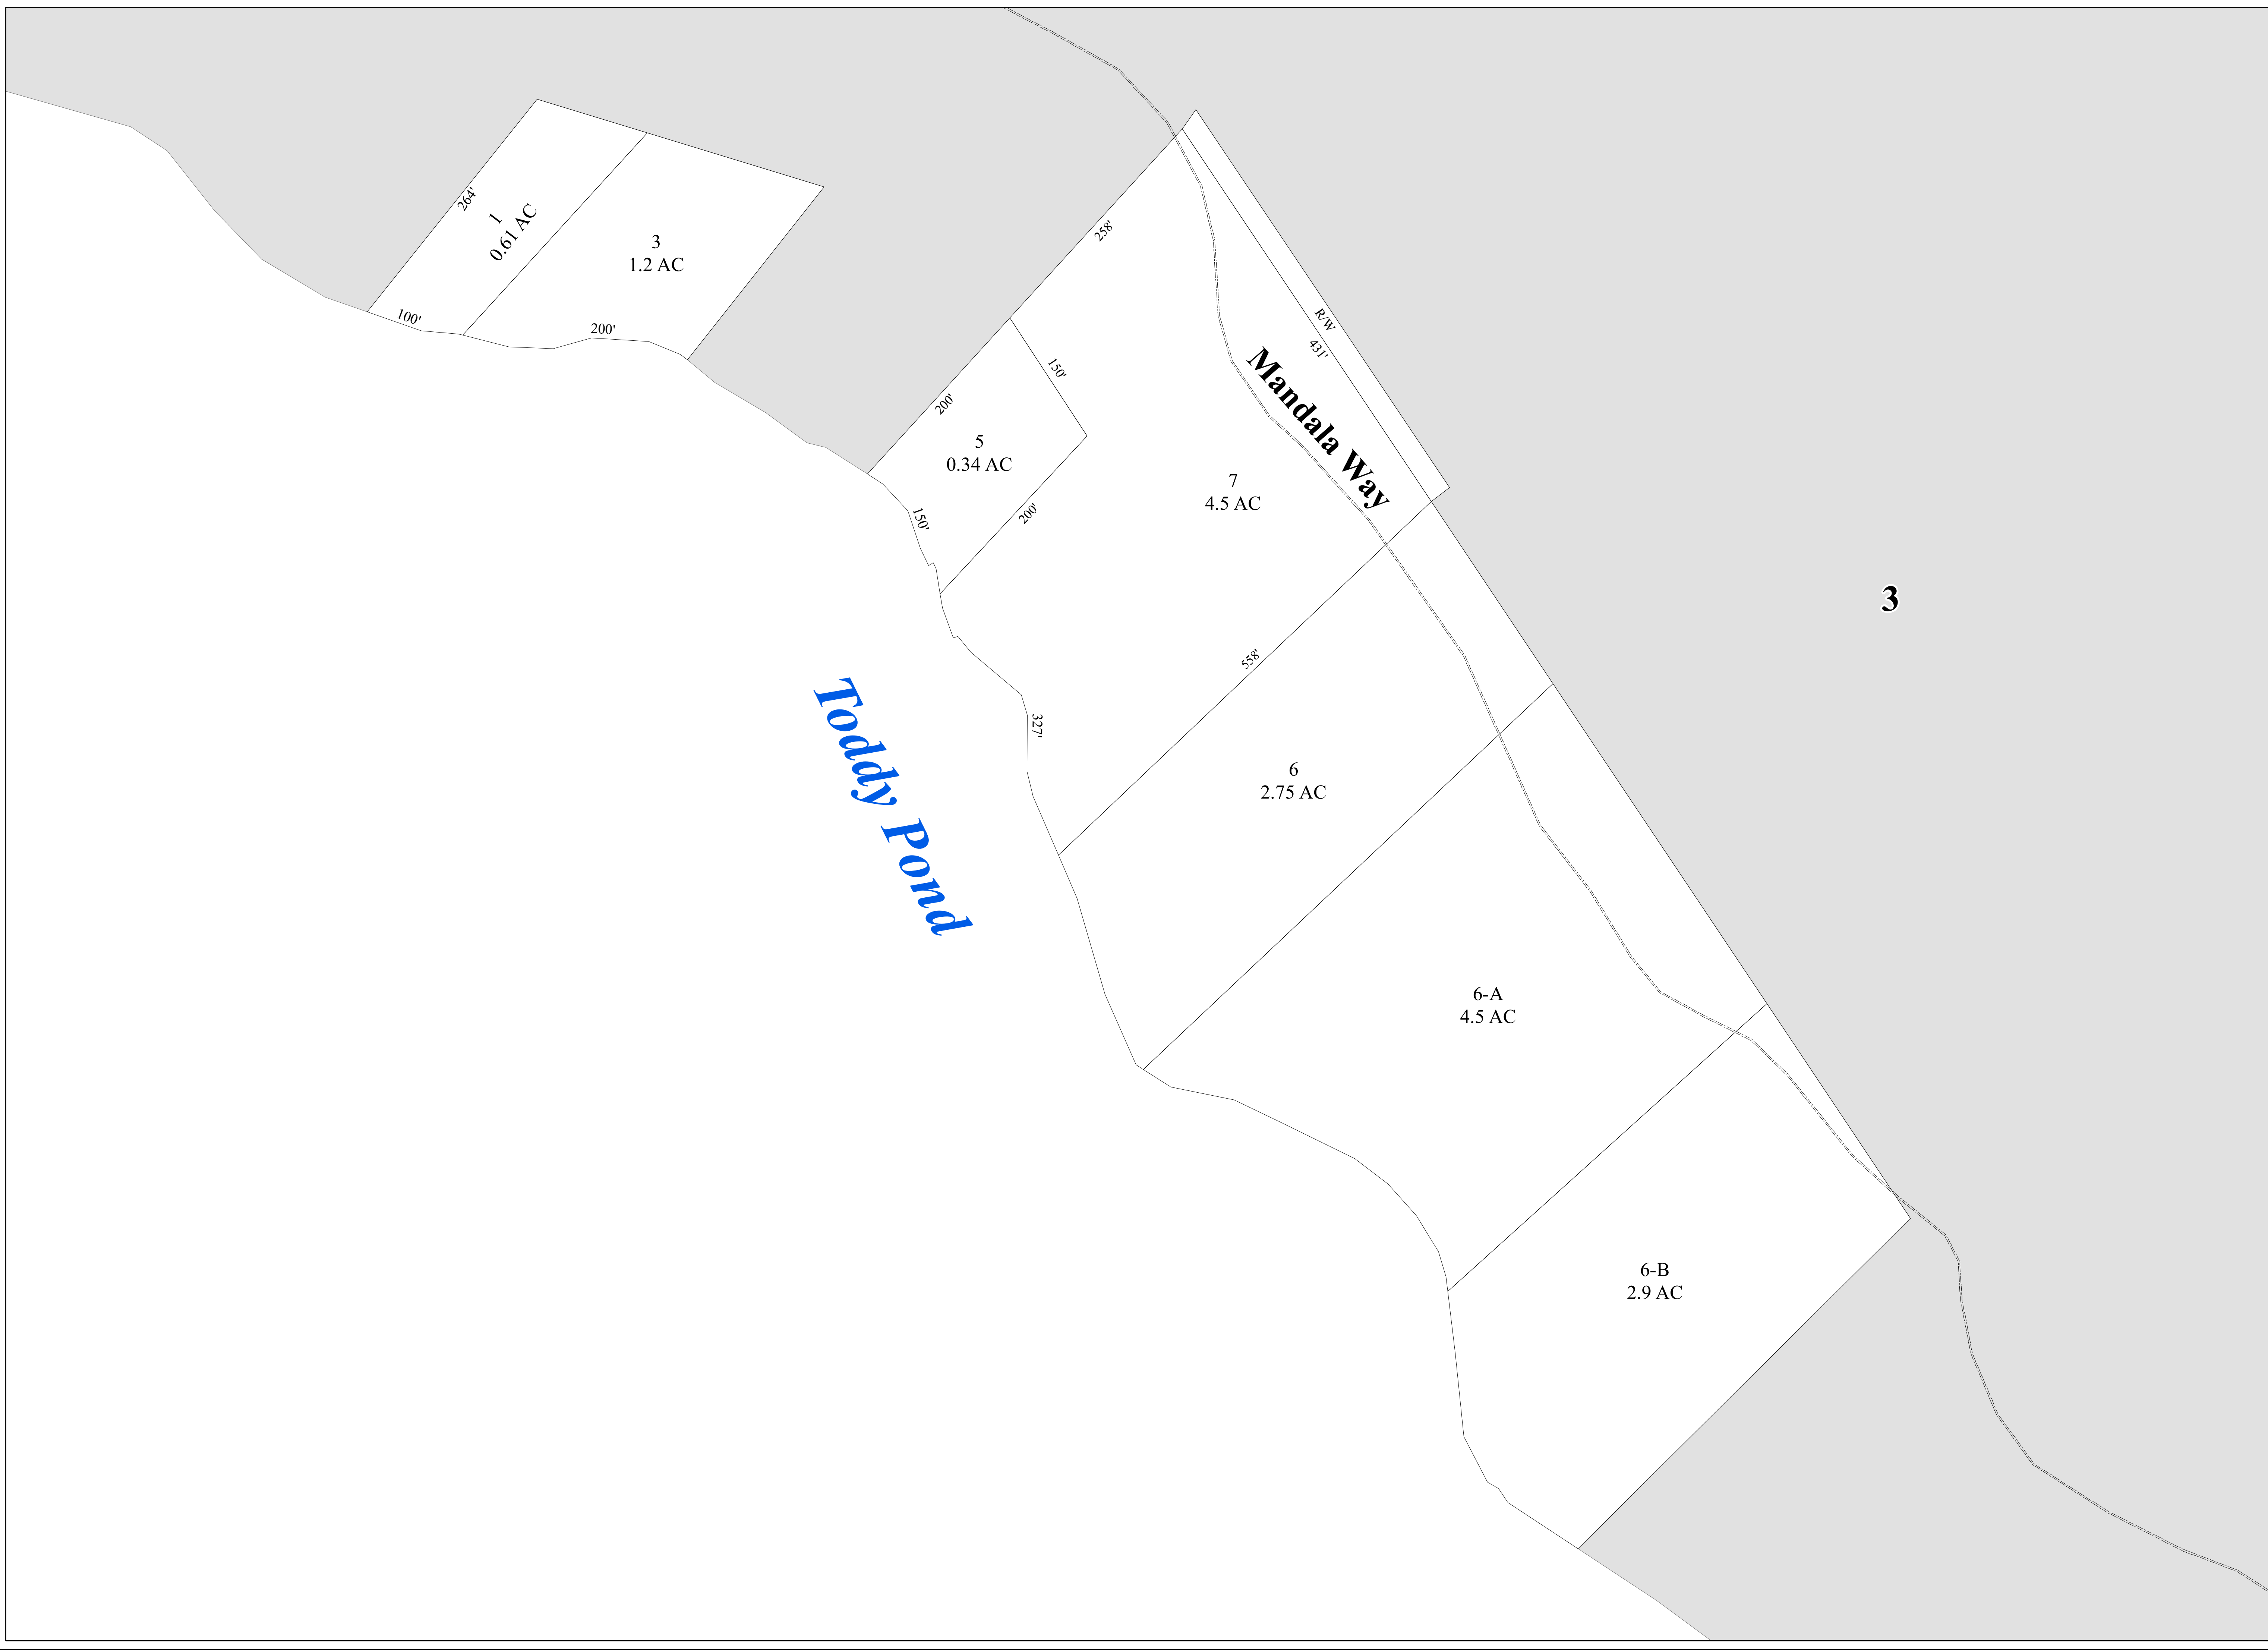 264'
1
0.61 AC
3
1.2 AC
100'
200'
258'
R/W
431'
Mandala Way
150'
200'
5
0.34 AC
200'
150'
7
4.5 AC
3
558'
327'
Toddy Pond
6
2.75 AC
6-A
4.5 AC
6-B
2.9 AC